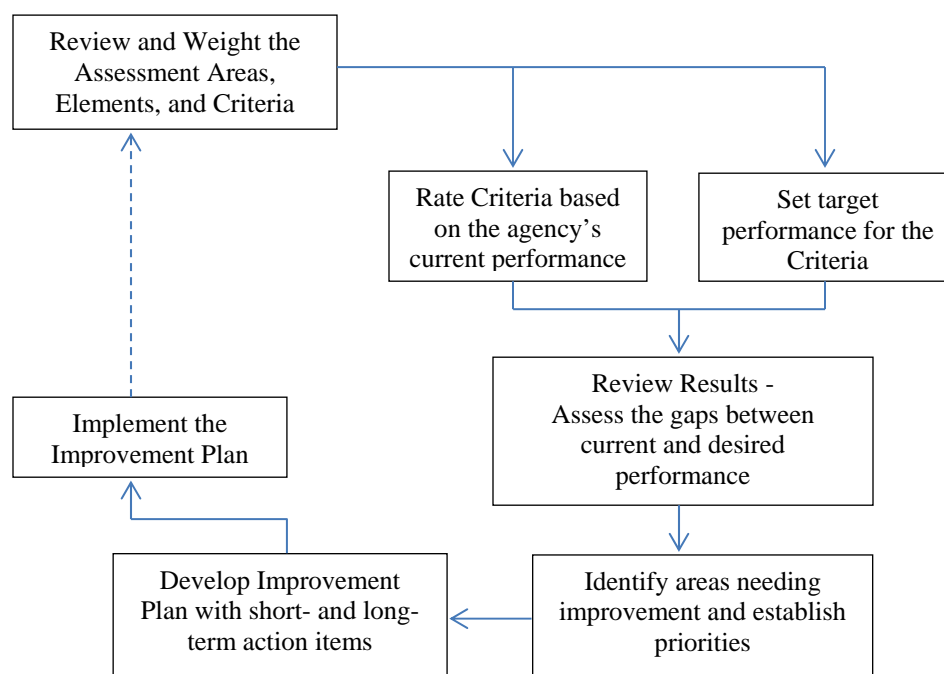 Review and Weight the
Assessment Areas,
Elements, and Criteria
Rate Criteria based
on the agency’s
current performance
Set target
performance for the
Criteria
Review Results -
Assess the gaps between
current and desired
performance
Implement the
Improvement Plan
Develop Improvement
Plan with short- and long-
term action items
Identify areas needing
improvement and establish
priorities